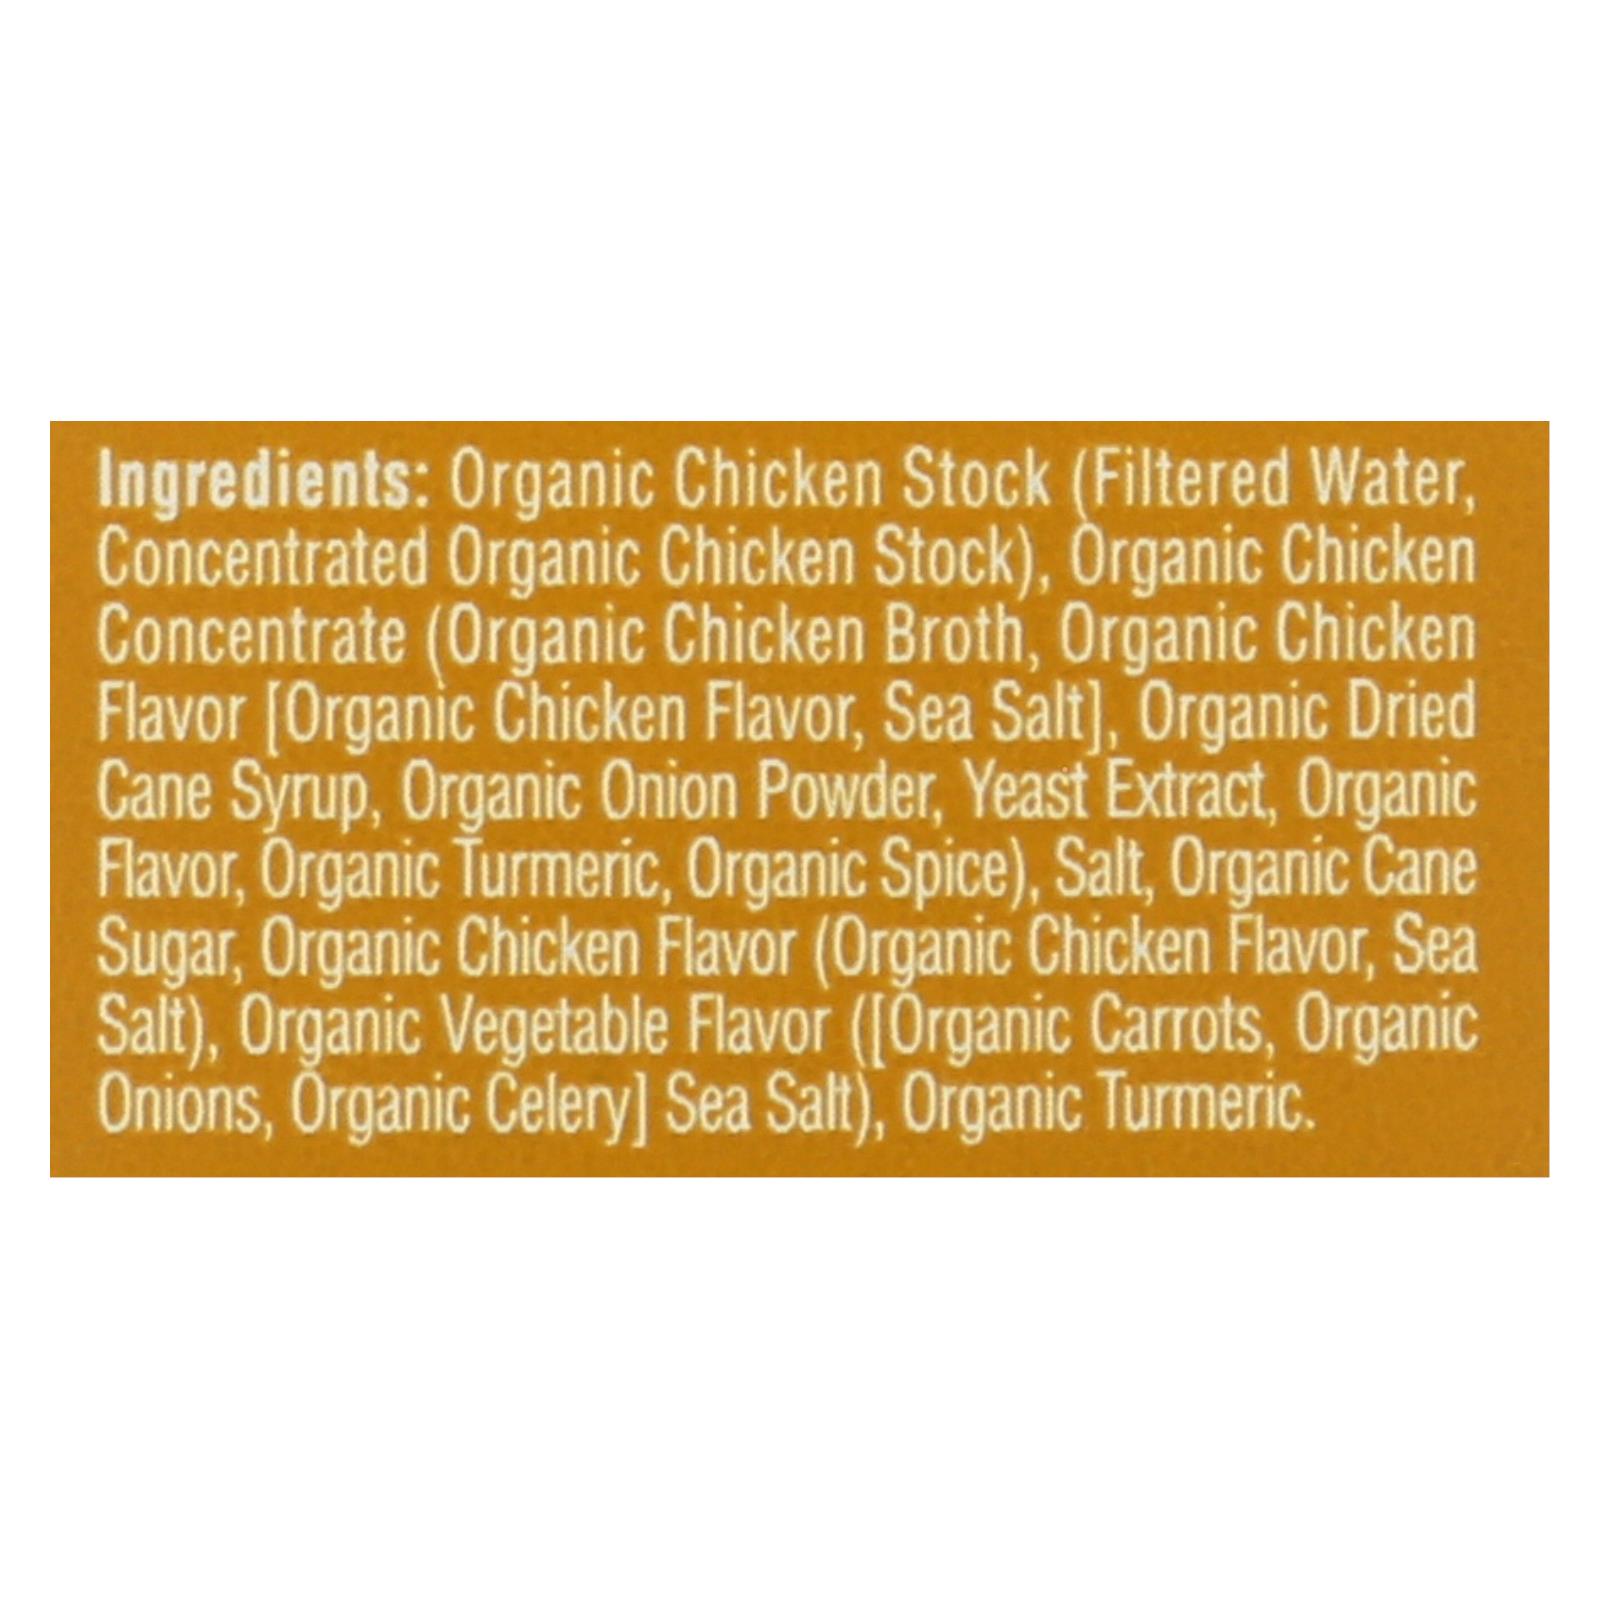 Ingredients: Organic Chicken Stock (Filtered Water,
Concentrated Organic Chicken Stock), Organic Chicken
Concentrate (Organic Chicken Broth, Organic Chicken
Flavor [Organic Chicken Flavor, Sea Salt], Organic Dried
Cane Syrup, Organic Onion Powder, Yeast Extract, Organic
Flavor, Organic Turmeric, Organic Spice), Salt, Organic Cane
Sugar, Organic Chicken Flavor (Organic Chicken Flavor, Sea
Salt), Organic Vegetable Flavor ([Organic Carrots, Organic
Onions, Organic Celery] Sea Salt), Organic Turmeric.